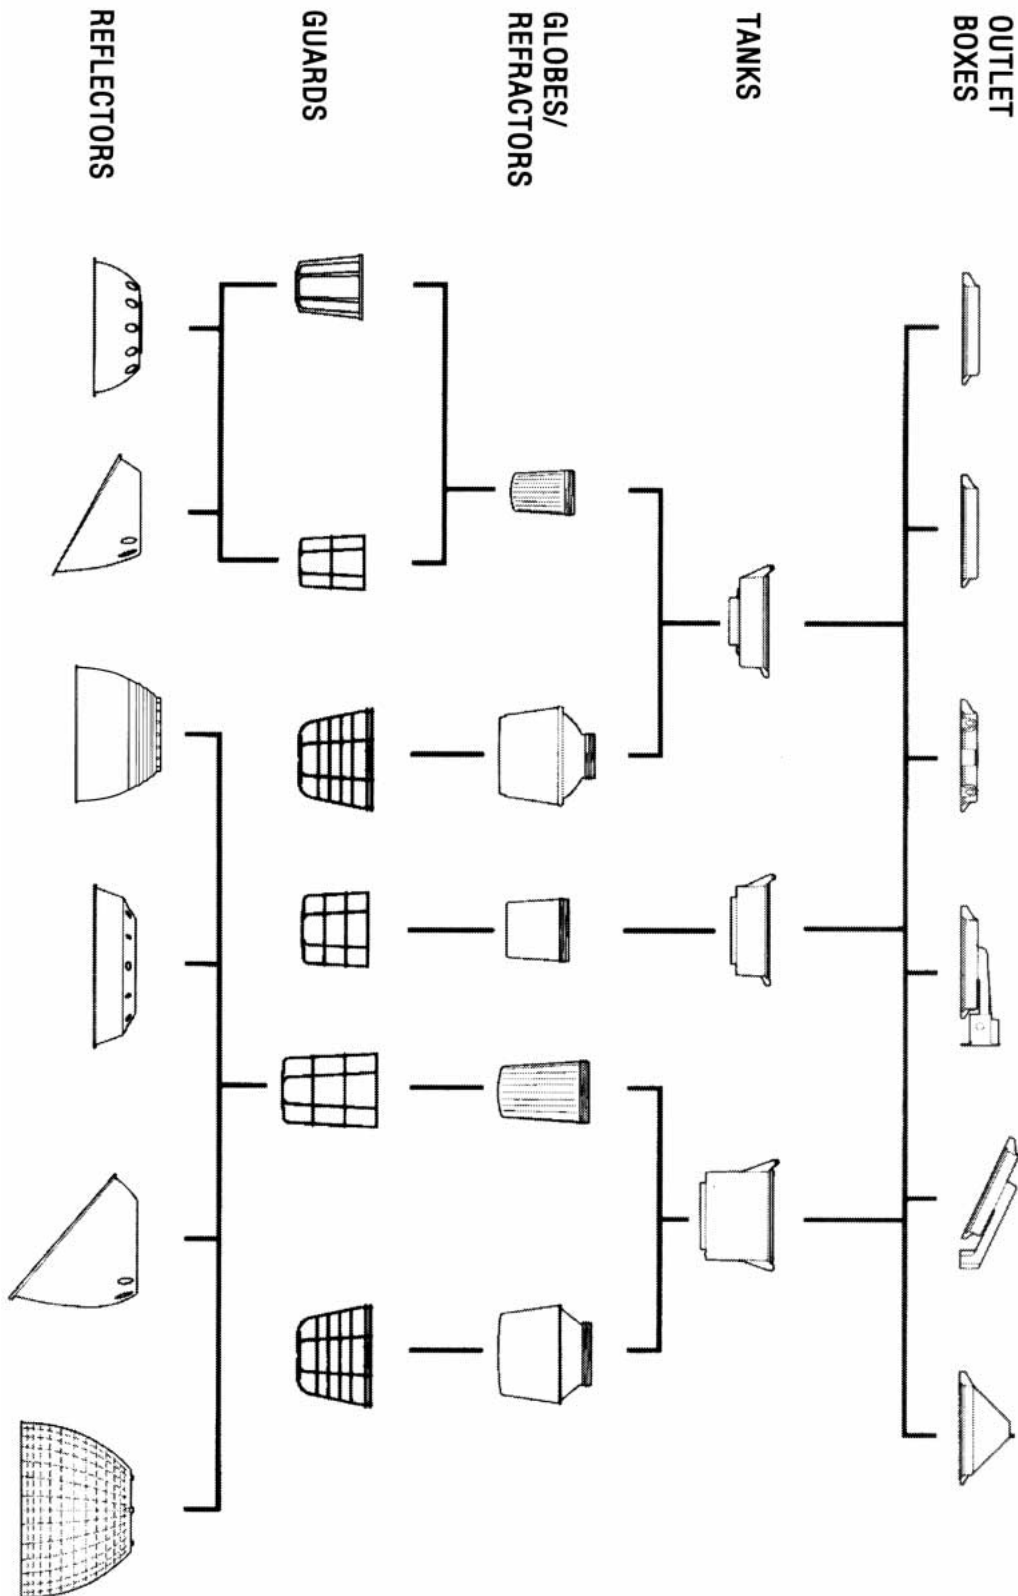 OUTLET
BOXES
TANKS
GLOBES/
REFRACTORS
GUARDS
REFLECTORS